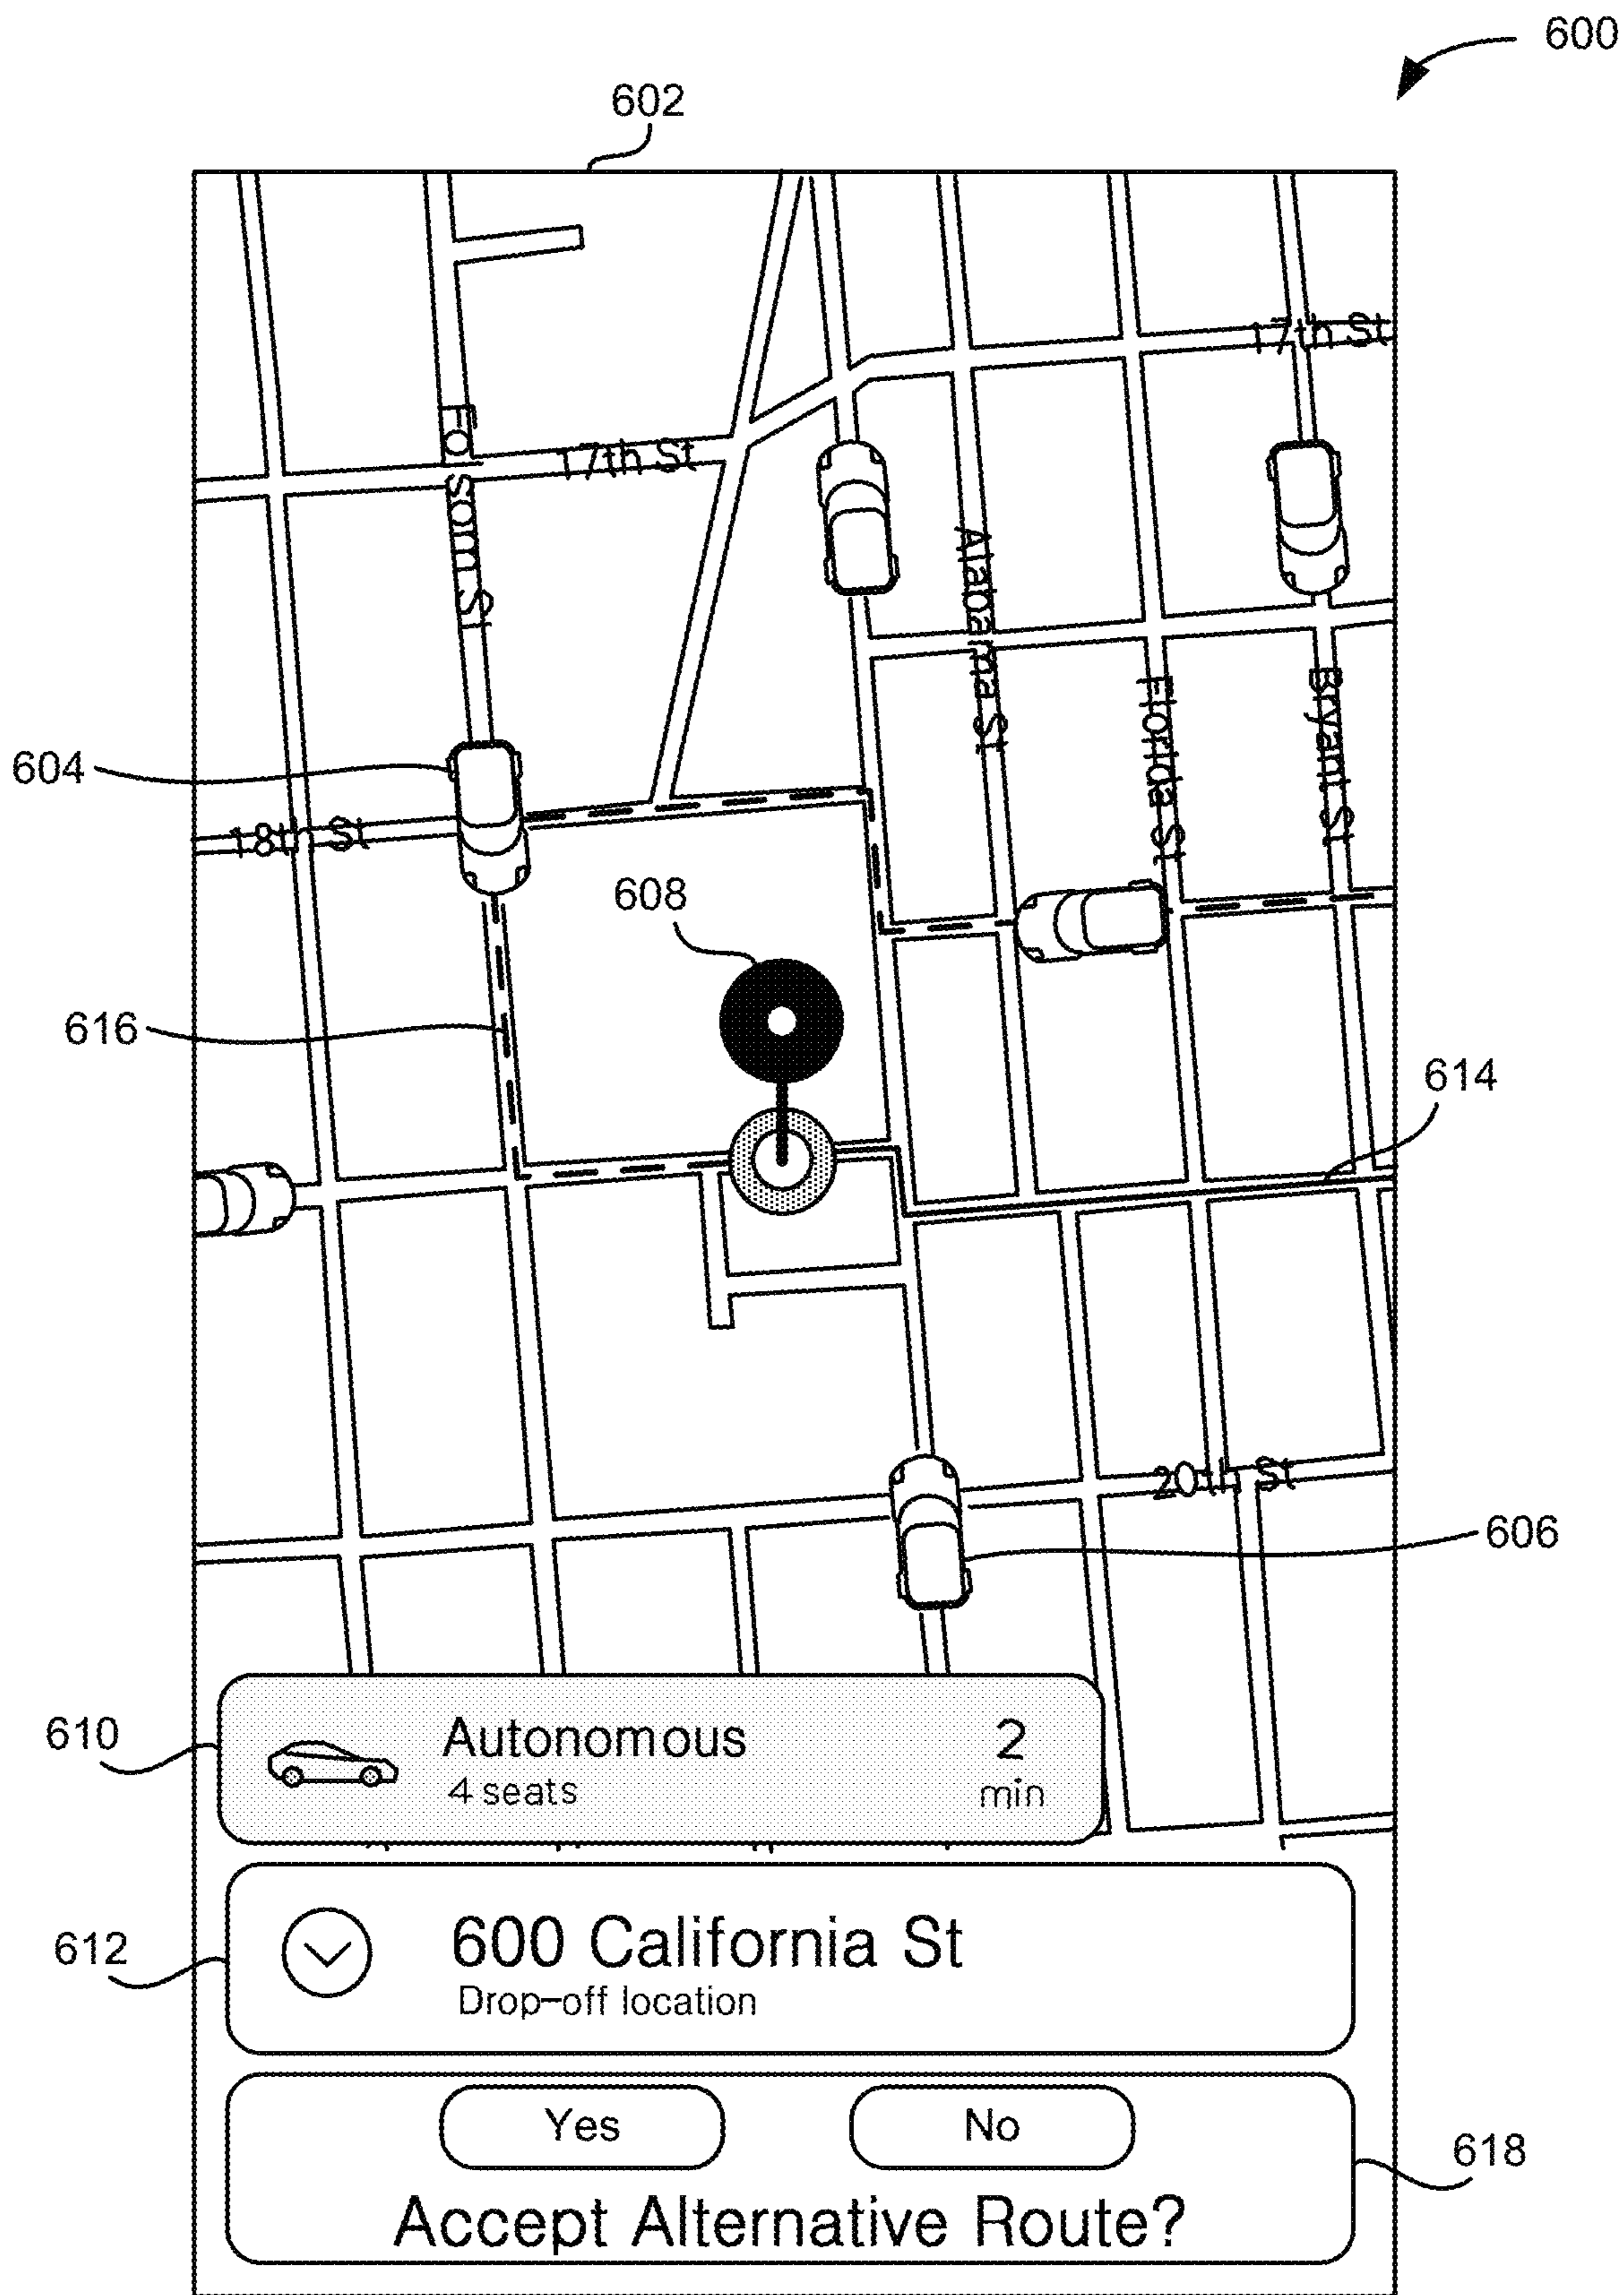 600
602
17th St
17th St
Folsom St
Alabama St
Florida St
Bryant St
604
18th St
608
616
614
20th St
606
610
Autonomous
4 seats
2
min
612
600 California St
Drop-off location
Yes
No
618
Accept Alternative Route?